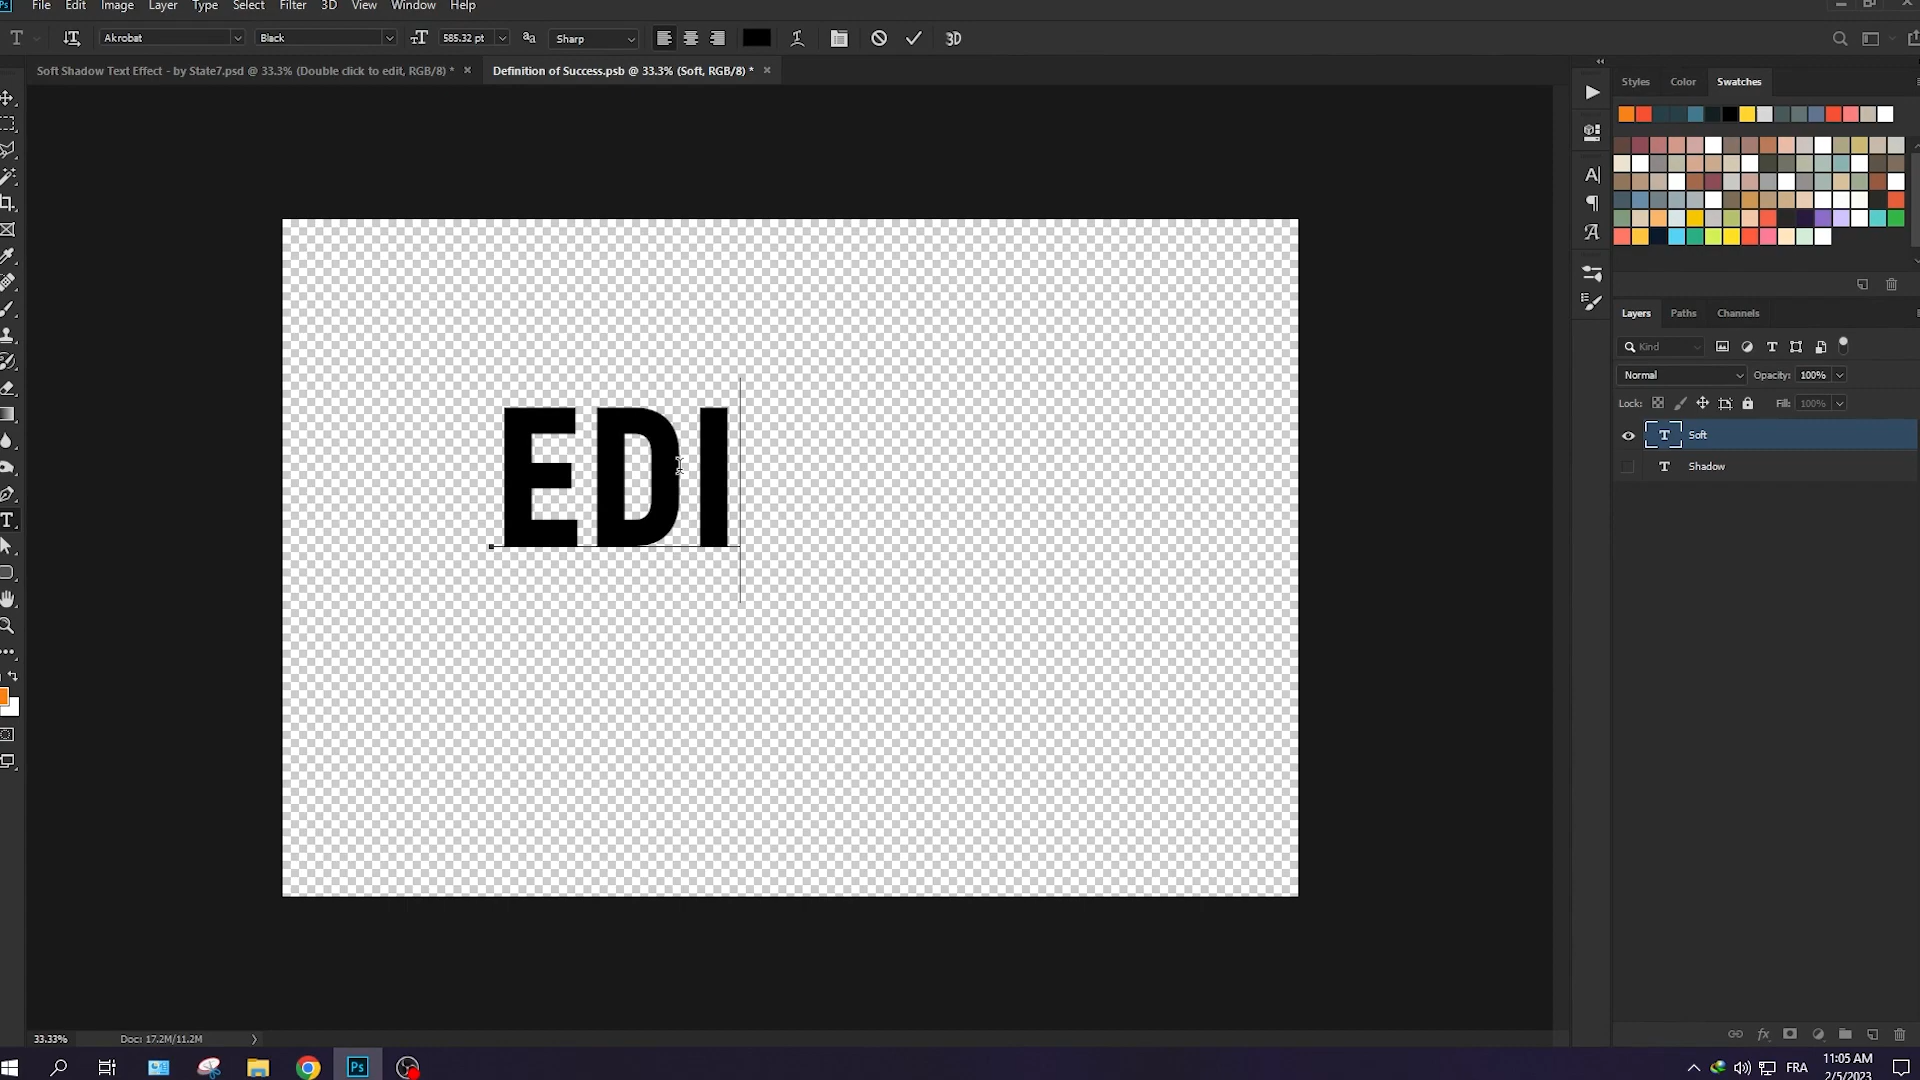 File Edit Image Layer Type Select Filter 3D View Window Help
Akrobat Black 585.32 pt Sharp 3D
Soft Shadow Text Effect - by State7.psd @ 33.3% (Double click to edit, RGB/8) * × Definition of Success.psb @ 33.3% (Soft, RGB/8) * ×
Styles Color Swatches
EDI
Layers Paths Channels
Kind
Normal Opacity: 100%
Lock: Fill: 100%
Soft
Shadow
33.33% Doc: 17.2M/11.2M
fx
Ps FRA 11:05 AM
2/5/2023